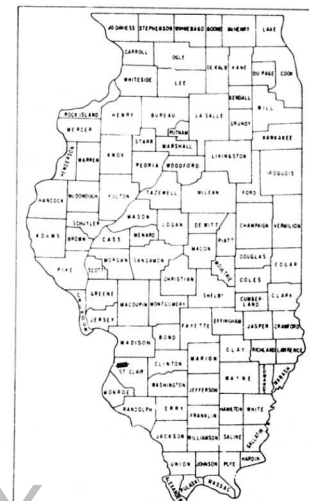 JO DAVIESS STEPHENSON WINNEBAGO BOONE McHENRY LAKE
CARROLL OGLE
DE KALB KANE
WHITESIDE LEE DU PAGE COOK
KENDALL
ROCK ISLAND HENRY BUREAU LA SALLE WILL
MERCER GRUNDY
PUTNAM
STARK KANKAKEE
HENDERSON WARREN KNOX MARSHALL LIVINGSTON
PEORIA WOODFORD IROQUOIS
HANCOCK McDONOUGH FULTON TAZEWELL McLEAN FORD
MASON
SCHUYLER LOGAN DE WITT CHAMPAIGN VERMILION
ADAMS BROWN CASS MENARD PIATT
MACON
DOUGLAS
PIKE SCOTT MORGAN SANGAMON MOULTRIE EDGAR
CHRISTIAN COLES
CALHOUN GREENE SHELBY CUMBER-
LAND CLARK
MACOUPIN MONTGOMERY
JERSEY FAYETTE EFFINGHAM JASPER CRAWFORD
MADISON BOND
CLAY RICHLAND LAWRENCE
CLINTON MARION
ST. CLAIR WAYNE WABASH
WASHINGTON JEFFERSON
MONROE
RANDOLPH HAMILTON WHITE
FRANKLIN
JACKSON WILLIAMSON SALINE GALLATIN
HARDIN
UNION JOHNSON
ALEXANDER PULASKI MASSAC